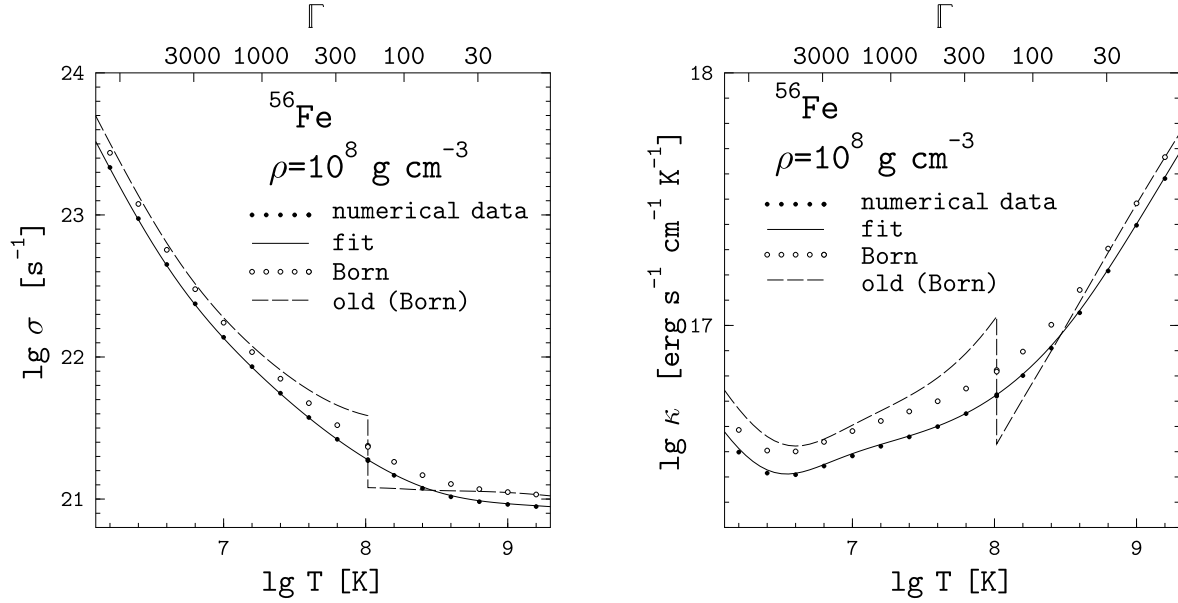 Γ
3000 1000 300 100 30
24
23
22
21
⁵⁶Fe
ρ=10⁸ g cm⁻³
numerical data
fit
Born
old (Born)
lg σ [s⁻¹]
7 8 9
lg T [K]
Γ
3000 1000 300 100 30
18
17
⁵⁶Fe
ρ=10⁸ g cm⁻³
numerical data
fit
Born
old (Born)
lg κ [erg s⁻¹ cm⁻¹ K⁻¹]
7 8 9
lg T [K]